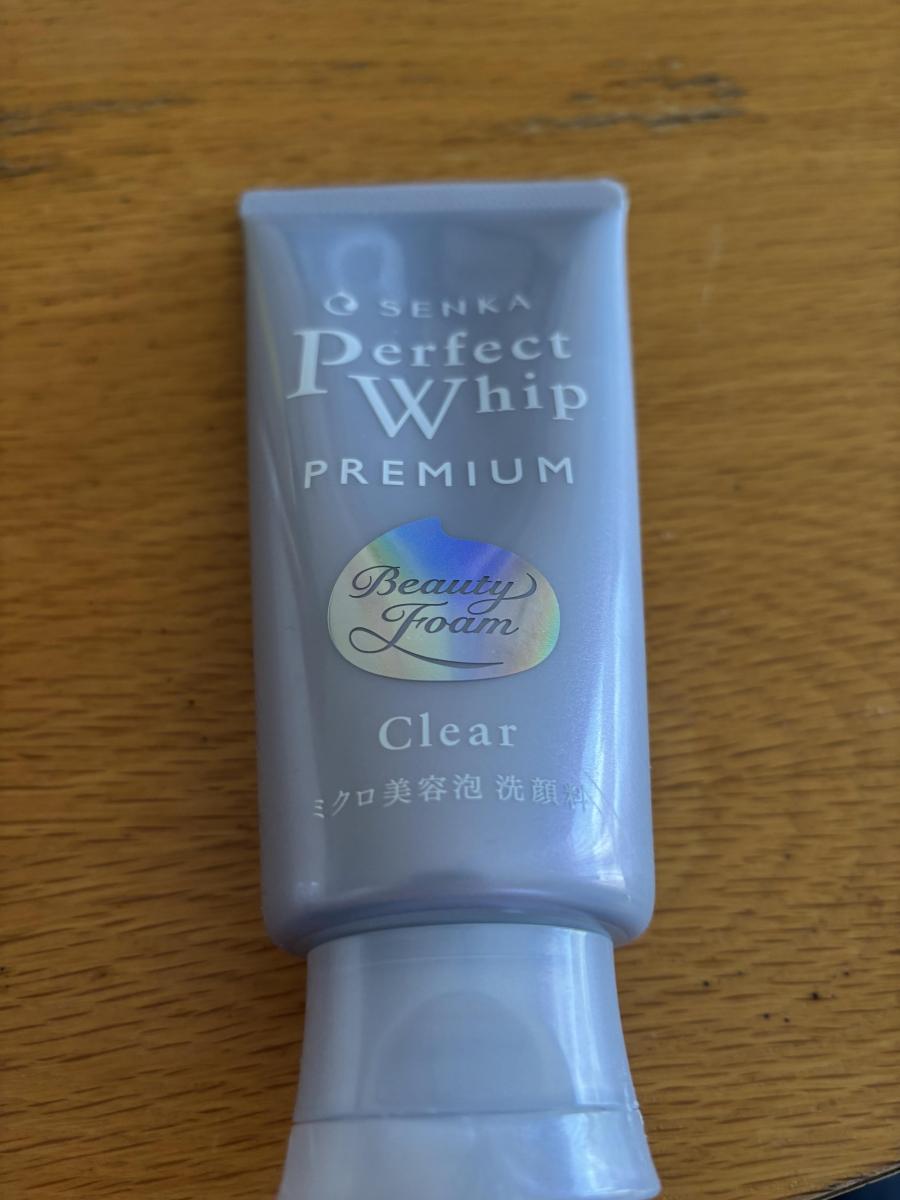 SENKA
Perfect
Whip
PREMIUM
Beauty
Foam
Clear
ミクロ美容泡 洗顔料